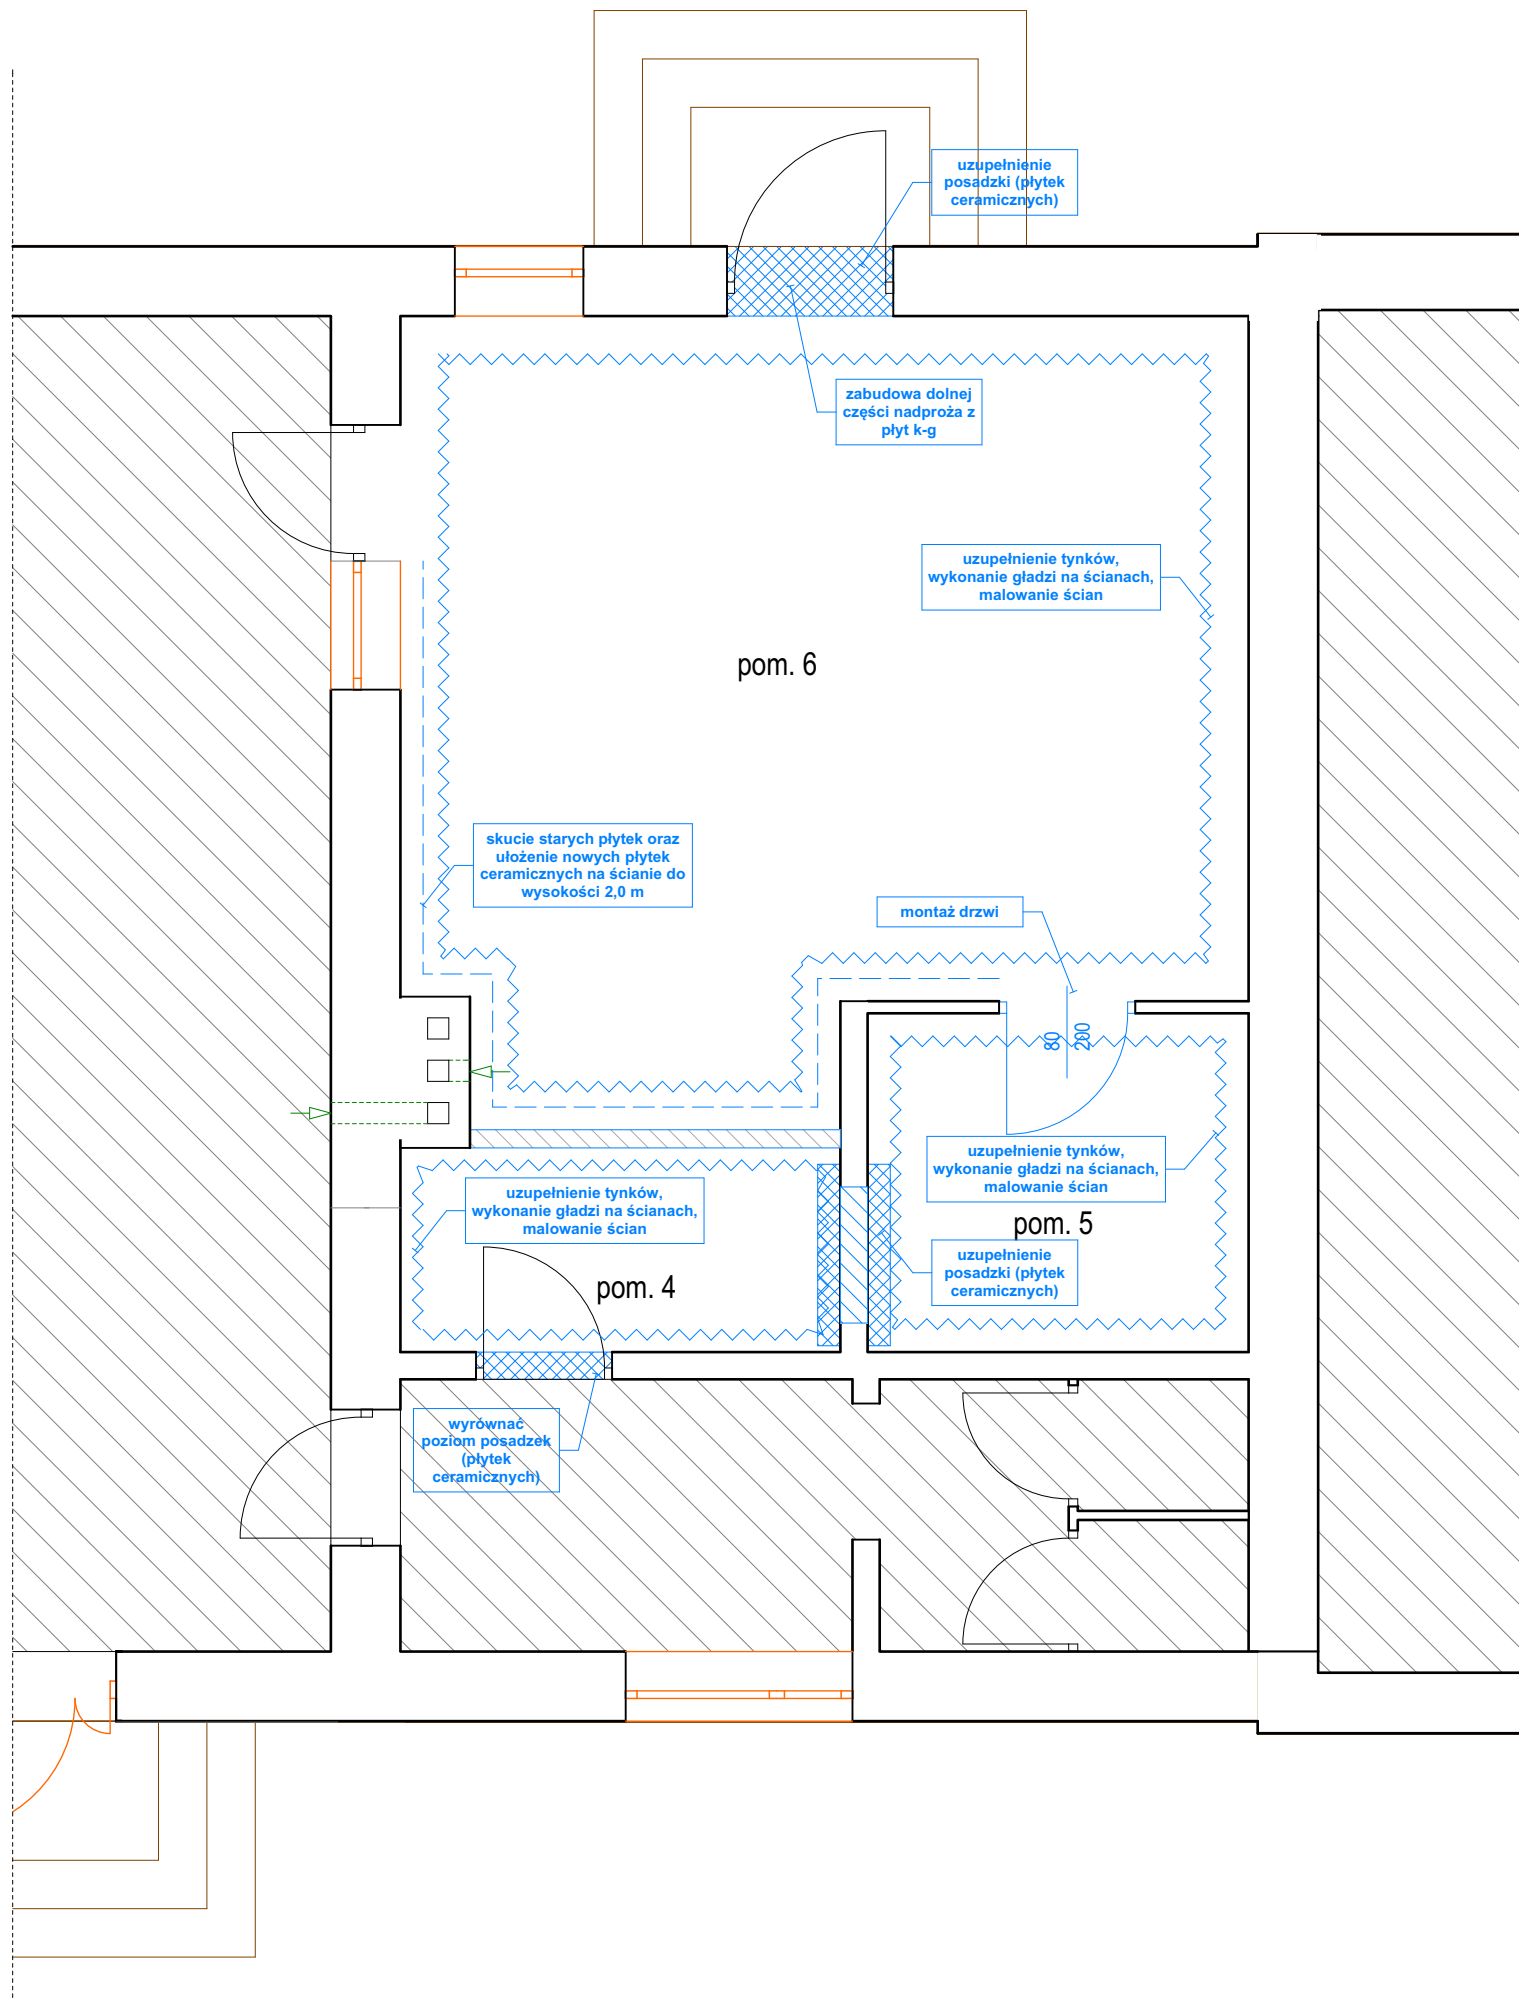 uzupełnienie
posadzki (płytek
ceramicznych)
zabudowa dolnej
części nadproża z
płyt k-g
uzupełnienie tynków,
wykonanie gładzi na ścianach,
malowanie ścian
pom. 6
skucie starych płytek oraz
ułożenie nowych płytek
ceramicznych na ścianie do
wysokości 2,0 m
montaż drzwi
80
200
uzupełnienie tynków,
wykonanie gładzi na ścianach,
malowanie ścian
pom. 5
uzupełnienie tynków,
wykonanie gładzi na ścianach,
malowanie ścian
pom. 4
uzupełnienie
posadzki (płytek
ceramicznych)
wyrównać
poziom posadzek
(płytek
ceramicznych)